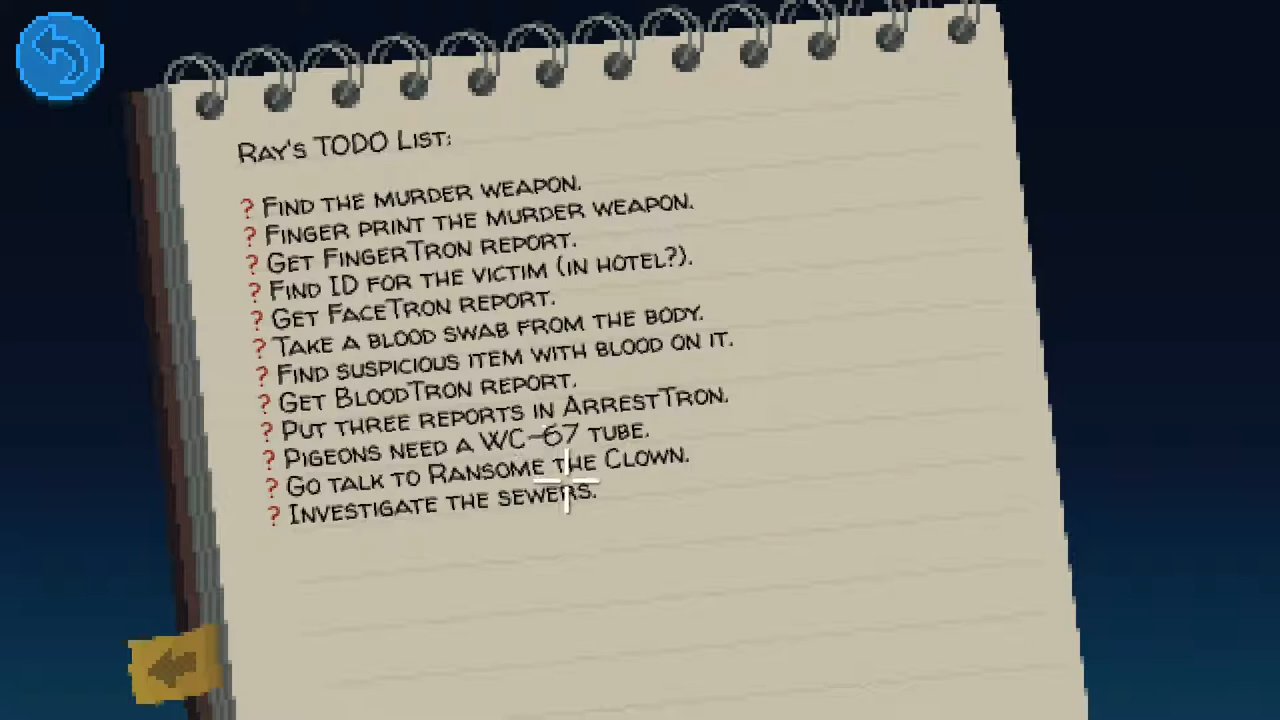 Ray's TODO List:
? Find the murder weapon.
? Finger print the murder weapon.
? Get FingerTron report.
? Find ID for the victim (in hotel?).
? Get FaceTron report.
? Take a blood swab from the body.
? Find suspicious item with blood on it.
? Get BloodTron report.
? Put three reports in ArrestTron.
? Pigeons need a WC-67 tube.
? Go talk to Ransome the Clown.
? Investigate the sewers.